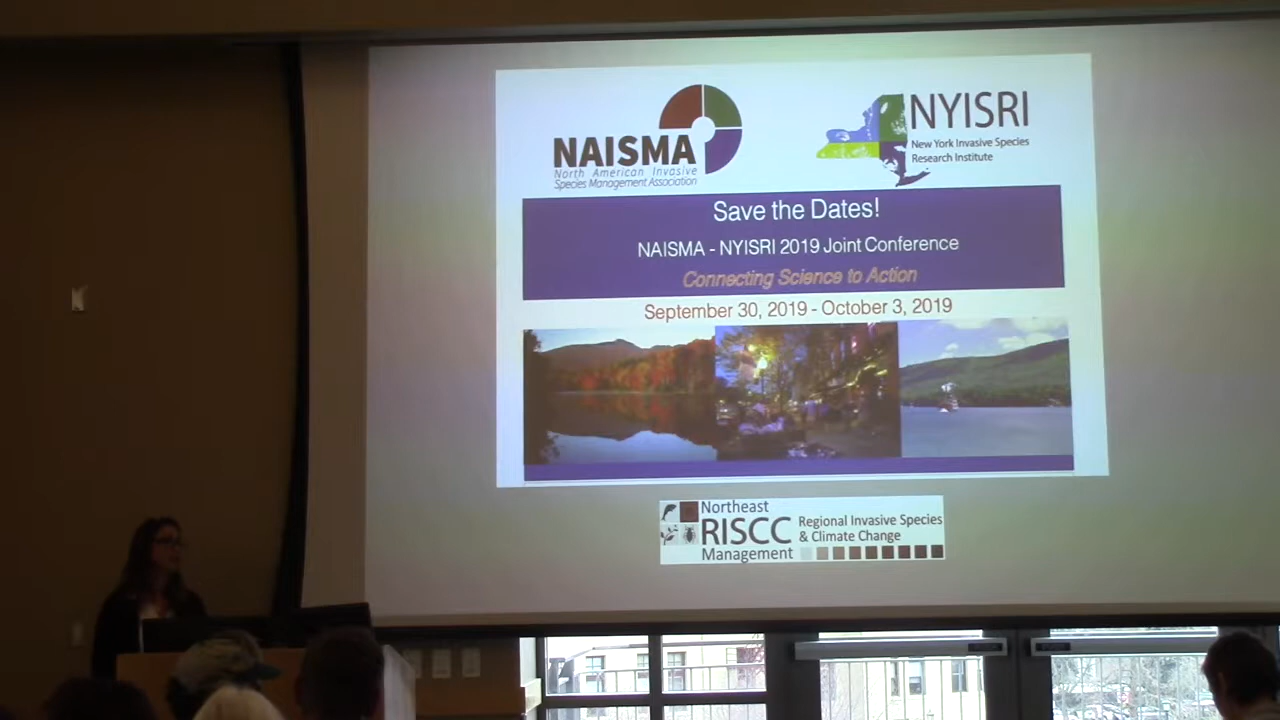 NAISMA
North American Invasive
Species Management Association
NYISRI
New York Invasive Species
Research Institute
Save the Dates!
NAISMA - NYISRI 2019 Joint Conference
Connecting Science to Action
September 30, 2019 - October 3, 2019
Northeast
RISCC
Management
Regional Invasive Species
& Climate Change